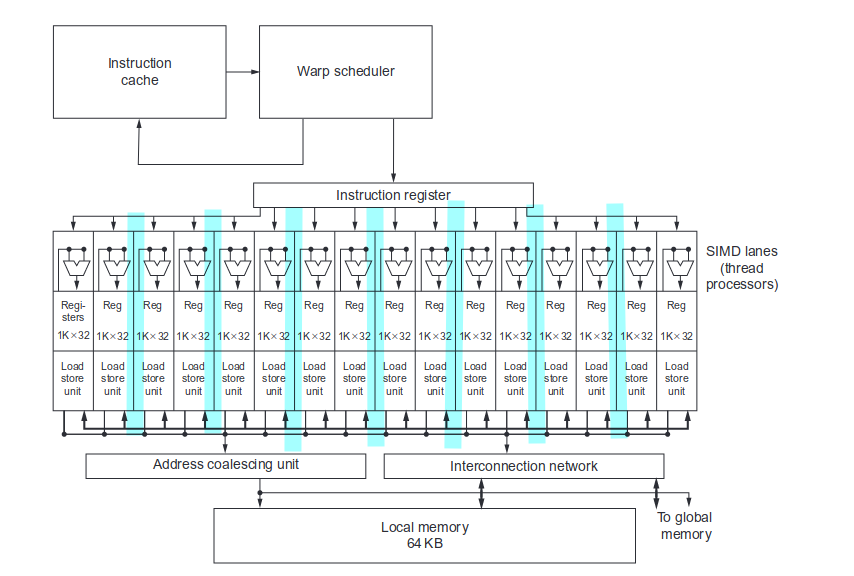 Instruction
cache
Warp scheduler
Instruction register
SIMD lanes
(thread
processors)
Regi- Reg Reg Reg Reg Reg Reg Reg Reg Reg Reg Reg Reg Reg Reg Reg
sters
1K×32 1K×32 1K×32 1K×32 1K×32 1K×32 1K×32 1K×32 1K×32 1K×32 1K×32 1K×32 1K×32 1K×32 1K×32 1K×32
Load Load Load Load Load Load Load Load Load Load Load Load Load Load Load Load
store store store store store store store store store store store store store store store store
unit unit unit unit unit unit unit unit unit unit unit unit unit unit unit unit
Address coalescing unit
Interconnection network
Local memory
64 KB
To global
memory